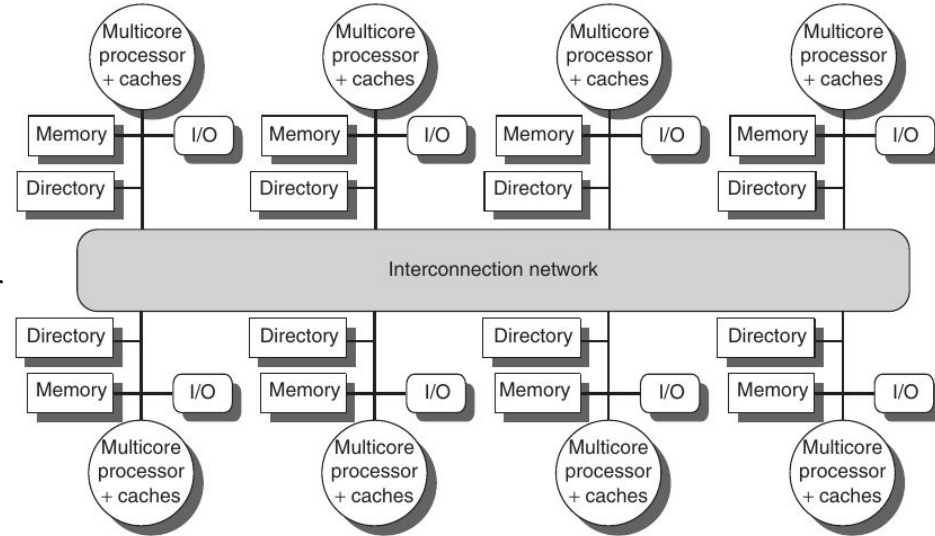 Multicore
processor
+ caches
Multicore
processor
+ caches
Multicore
processor
+ caches
Multicore
processor
+ caches
Memory
I/O
Memory
I/O
Memory
I/O
Memory
I/O
Directory
Directory
Directory
Directory
Interconnection network
Directory
Directory
Directory
Directory
Memory
I/O
Memory
I/O
Memory
I/O
Memory
I/O
Multicore
processor
+ caches
Multicore
processor
+ caches
Multicore
processor
+ caches
Multicore
processor
+ caches